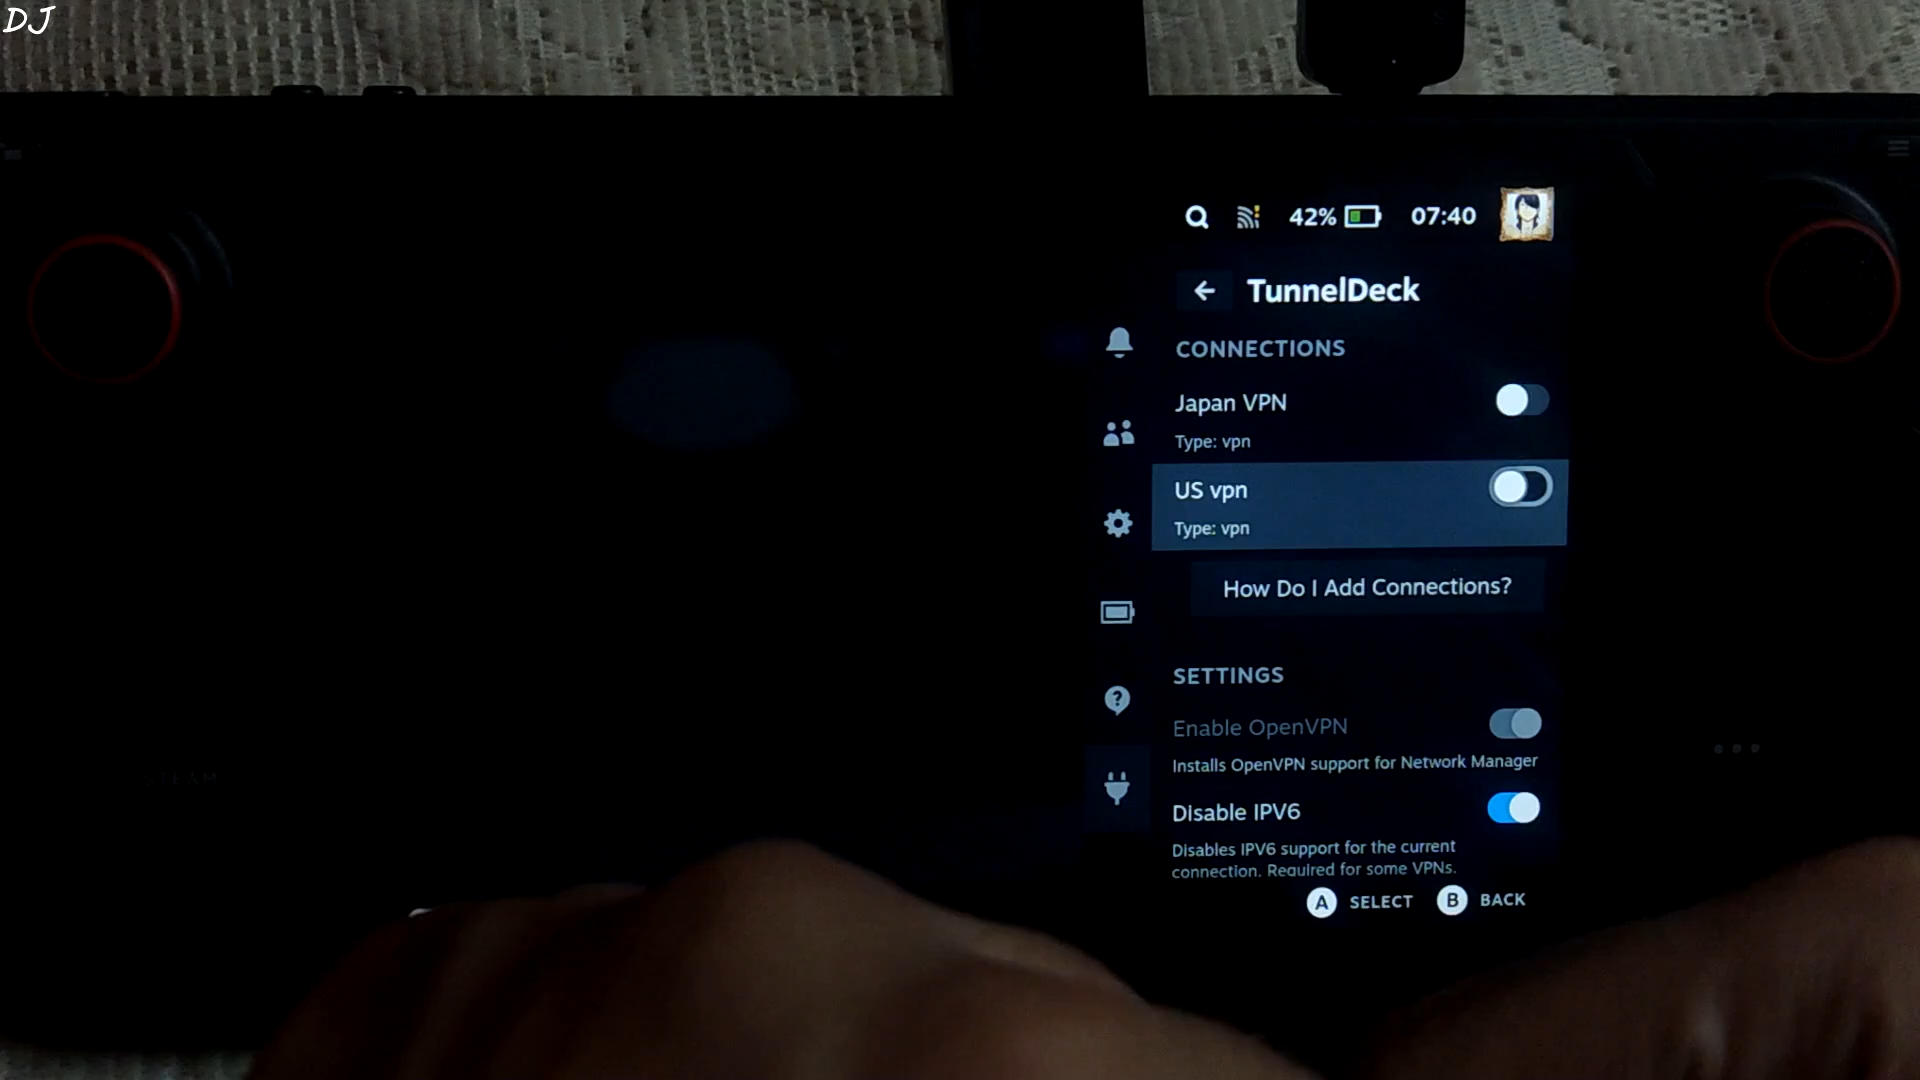 DJ
42% 07:40
TunnelDeck
CONNECTIONS
Japan VPN
Type: vpn
US vpn
Type: vpn
How Do I Add Connections?
SETTINGS
Enable OpenVPN
Installs OpenVPN support for Network Manager
Disable IPV6
Disables IPV6 support for the current
connection. Required for some VPNs.
A SELECT B BACK
STEAM